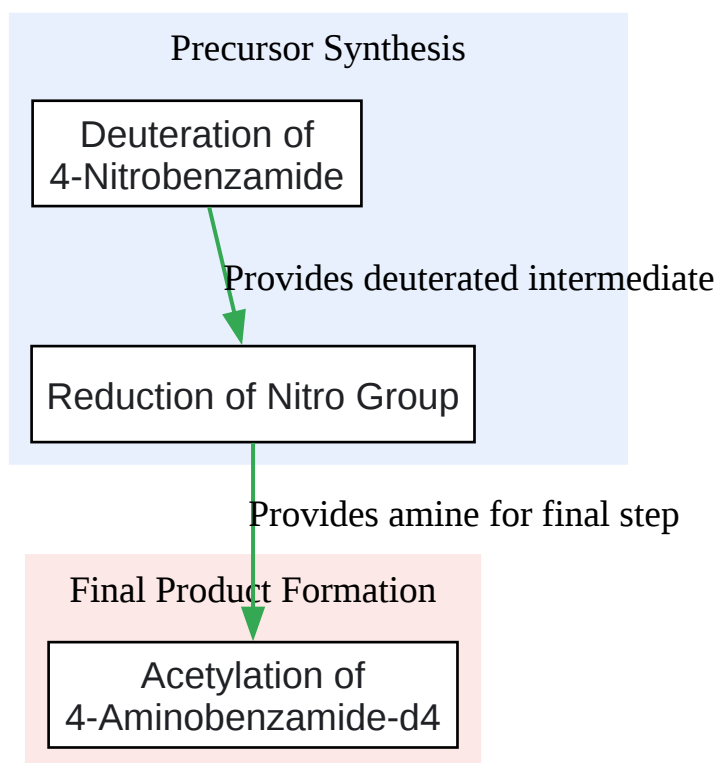 Precursor Synthesis
Deuteration of
4-Nitrobenzamide
Provides deuterated intermediate
Reduction of Nitro Group
Provides amine for final step
Final Product Formation
Acetylation of
4-Aminobenzamide-d4